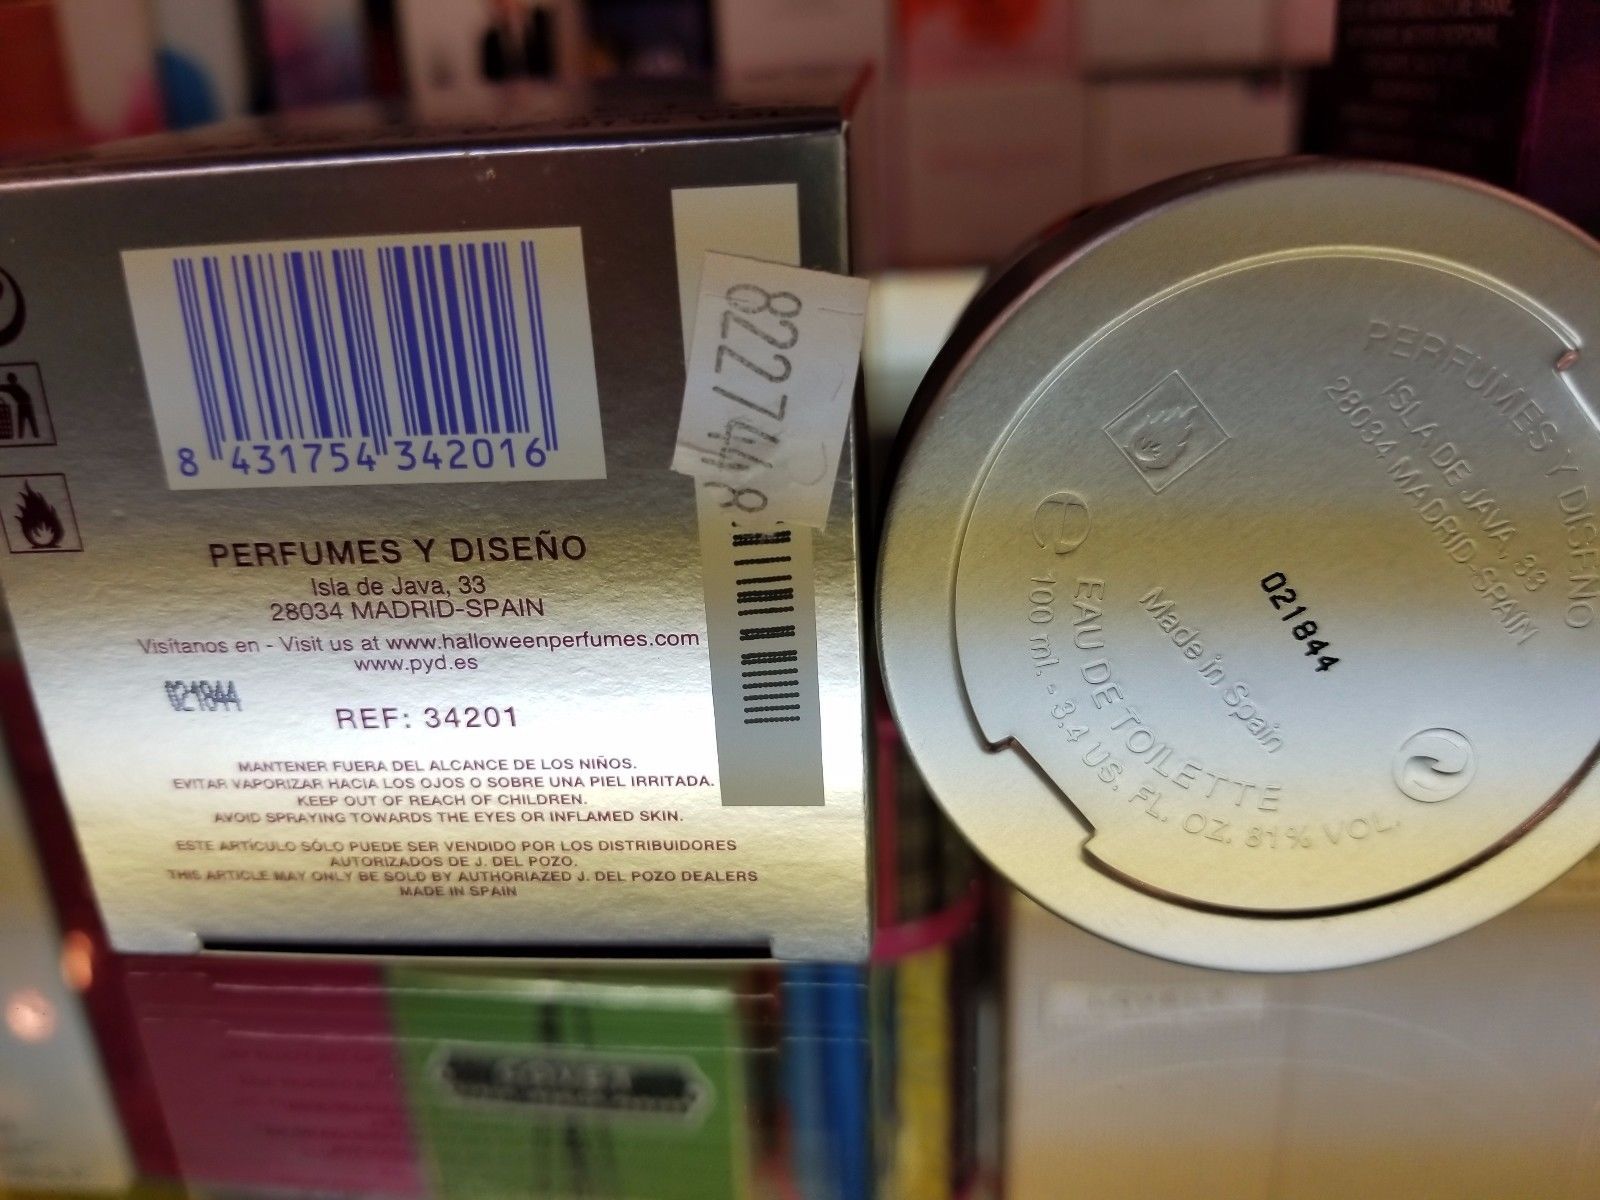 8 431754 342016
PERFUMES Y DISEÑO
Isla de Java, 33
28034 MADRID-SPAIN
Visítanos en - Visit us at www.halloweenperfumes.com
www.pyd.es
021844
REF: 34201
MANTENER FUERA DEL ALCANCE DE LOS NIÑOS.
EVITAR VAPORIZAR HACIA LOS OJOS O SOBRE UNA PIEL IRRITADA.
KEEP OUT OF REACH OF CHILDREN.
AVOID SPRAYING TOWARDS THE EYES OR INFLAMED SKIN.
ESTE ARTÍCULO SÓLO PUEDE SER VENDIDO POR LOS DISTRIBUIDORES
AUTORIZADOS DE J. DEL POZO.
THIS ARTICLE MAY ONLY BE SOLD BY AUTHORIAZED J. DEL POZO DEALERS
MADE IN SPAIN
PERFUMES Y DISEÑO
ISLA DE JAVA, 33
28034 MADRID-SPAIN
021844
Made in Spain
e
EAU DE TOILETTE
100 ml. - 3.4 US. FL. OZ. 81% VOL.